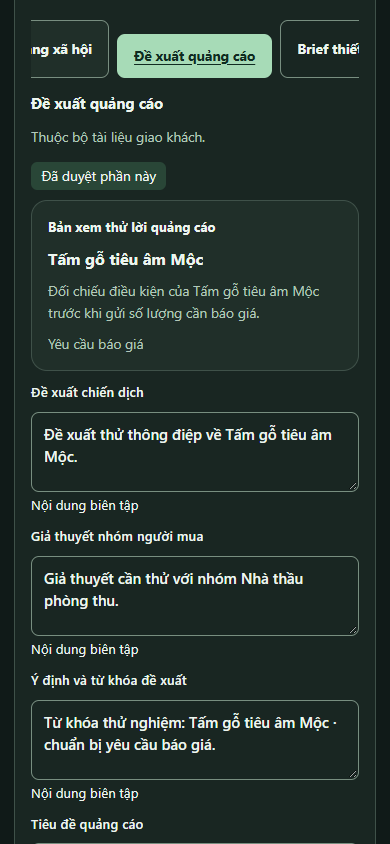 ng xã hội
Đề xuất quảng cáo
Brief thiết
Đề xuất quảng cáo
Thuộc bộ tài liệu giao khách.
Đã duyệt phần này
Bản xem thử lời quảng cáo
Tấm gỗ tiêu âm Mộc
Đối chiếu điều kiện của Tấm gỗ tiêu âm Mộc
trước khi gửi số lượng cần báo giá.
Yêu cầu báo giá
Đề xuất chiến dịch
Đề xuất thử thông điệp về Tấm gỗ tiêu âm
Mộc.
Nội dung biên tập
Giả thuyết nhóm người mua
Giả thuyết cần thử với nhóm Nhà thầu
phòng thu.
Nội dung biên tập
Ý định và từ khóa đề xuất
Từ khóa thử nghiệm: Tấm gỗ tiêu âm Mộc ·
chuẩn bị yêu cầu báo giá.
Nội dung biên tập
Tiêu đề quảng cáo